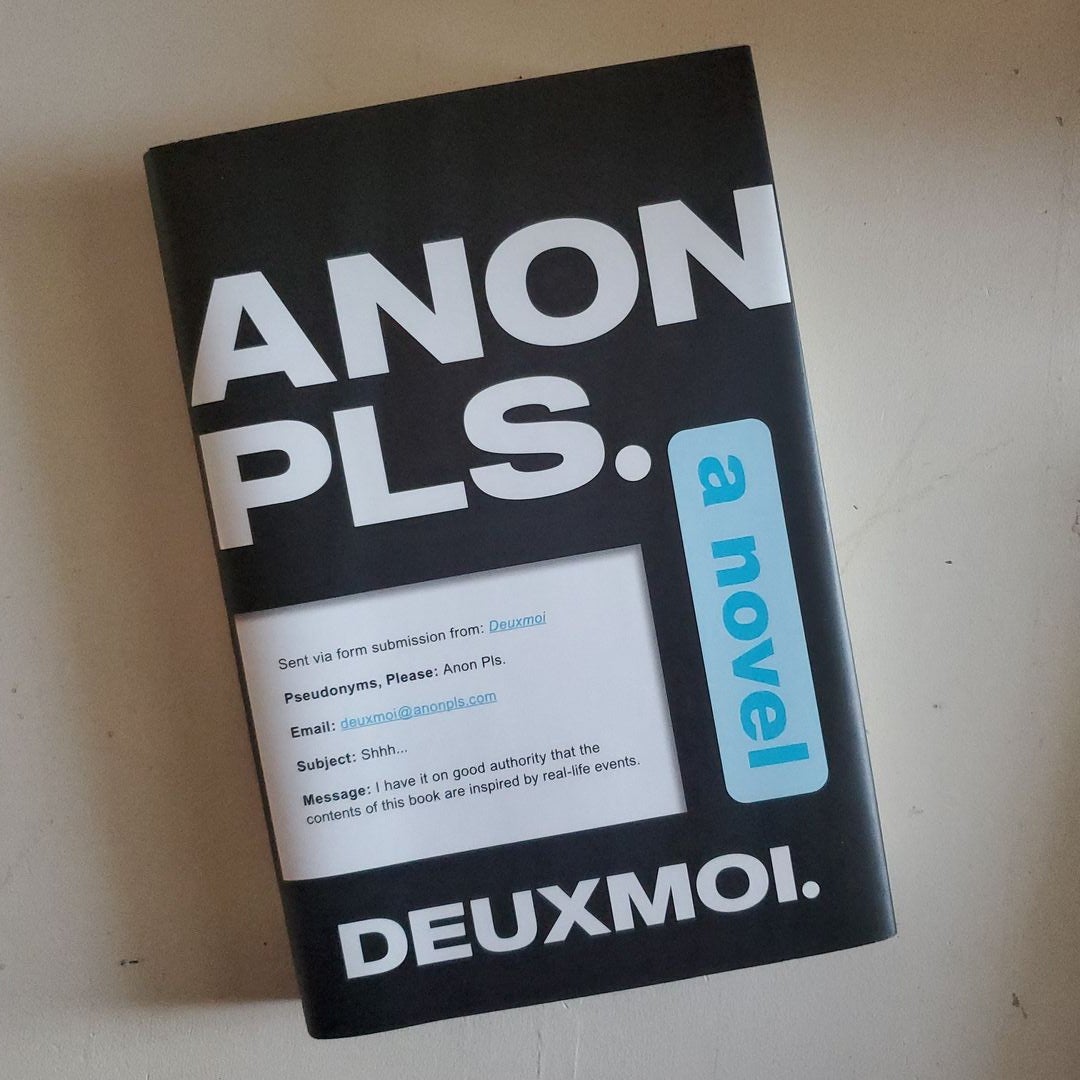 ANON
PLS.
a novel
Sent via form submission from: Deuxmoi
Pseudonyms, Please: Anon Pls.
Email: deuxmoi@anonpls.com
Subject: Shhh...
Message: I have it on good authority that the
contents of this book are inspired by real-life events.
DEUXMOI.